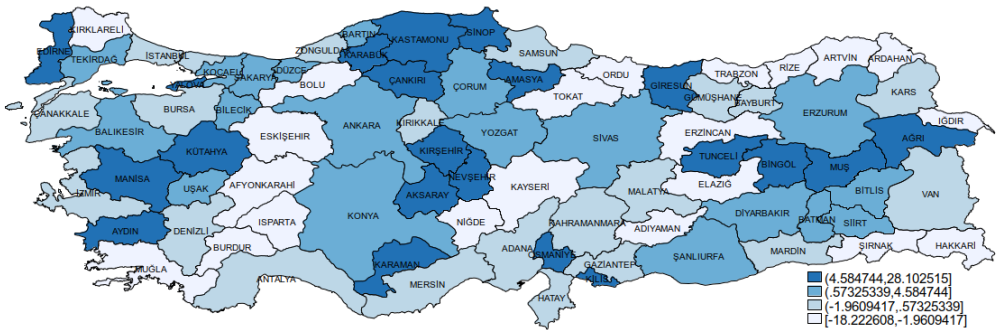 KIRKLARELİ
EDİRNE
TEKİRDAĞ
İSTANBUL
KOCAELİ
YALOVA
SAKARYA
DÜZCE
ZONGULDAK
BARTIN
KARABÜK
KASTAMONU
SİNOP
SAMSUN
ÇANKIRI
AMASYA
ORDU
GİRESUN
TRABZON
RİZE
ARTVİN
ARDAHAN
GÜMÜŞHANE
BAYBURT
KARS
ÇANAKKALE
BURSA
BİLECİK
BOLU
ÇORUM
TOKAT
ERZURUM
IĞDIR
BALIKESİR
ESKİŞEHİR
ANKARA
KIRIKKALE
YOZGAT
SİVAS
ERZİNCAN
AĞRI
KÜTAHYA
KIRŞEHİR
TUNCELİ
BİNGÖL
MUŞ
MANİSA
UŞAK
AFYONKARAHİ
NEVŞEHİR
AKSARAY
KAYSERİ
MALATYA
ELAZIĞ
BİTLİS
VAN
İZMİR
ISPARTA
KONYA
NİĞDE
KAHRAMANMARA
ADIYAMAN
DİYARBAKIR
BATMAN
SİİRT
AYDIN
DENİZLİ
BURDUR
ADANA
OSMANİYE
GAZİANTEP
ŞANLIURFA
MARDİN
ŞIRNAK
HAKKARİ
MUĞLA
ANTALYA
KARAMAN
MERSİN
KİLİS
HATAY
(4.584744,28.102515]
(.57325339,4.584744]
(-1.9609417,.57325339]
[-18.222608,-1.9609417]